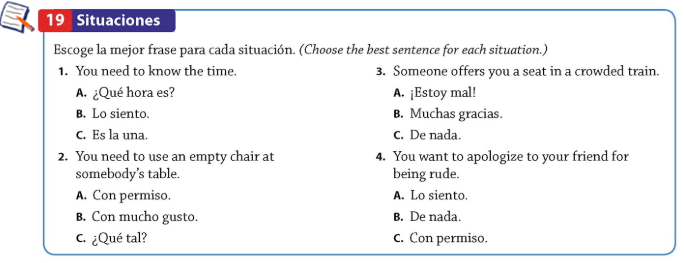 19 Situaciones
Escoge la mejor frase para cada situación. (Choose the best sentence for each situation.)
1. You need to know the time.
A. ¿Qué hora es?
B. Lo siento.
C. Es la una.
2. You need to use an empty chair at
somebody's table.
A. Con permiso.
B. Con mucho gusto.
C. ¿Qué tal?
3. Someone offers you a seat in a crowded train.
A. ¡Estoy mal!
B. Muchas gracias.
C. De nada.
4. You want to apologize to your friend for
being rude.
A. Lo siento.
B. De nada.
C. Con permiso.